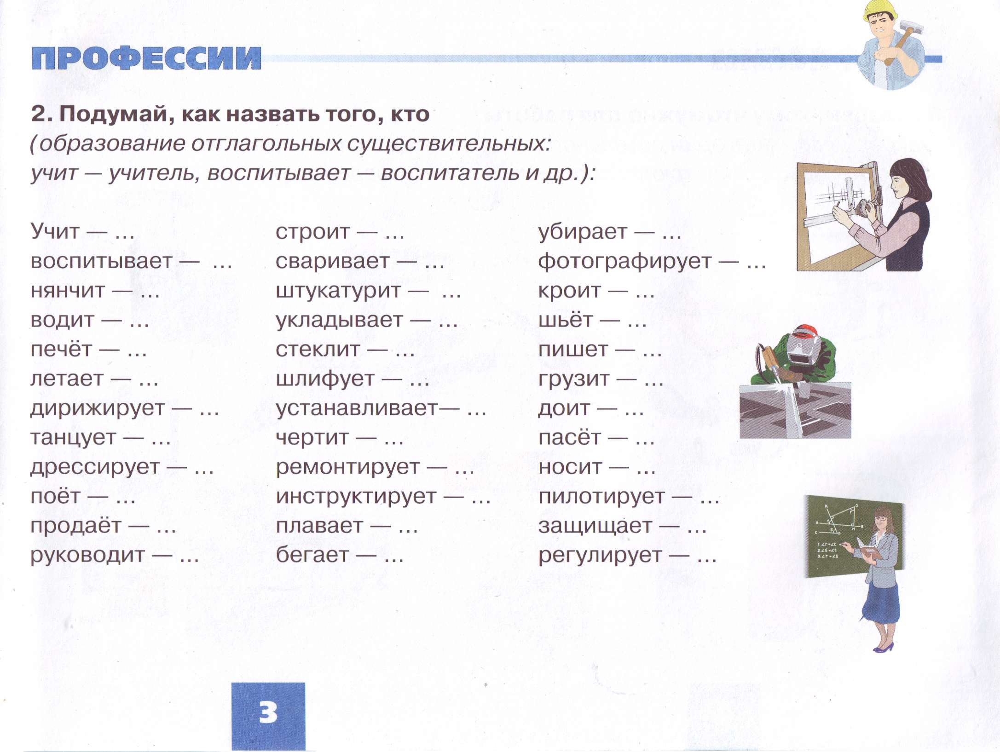 ПРОФЕССИИ
2. Подумай, как назвать того, кто
(образование отглагольных существительных:
учит — учитель, воспитывает — воспитатель и др.):
Учит — ...
воспитывает — ...
нянчит — ...
водит — ...
печёт — ...
летает — ...
дирижирует — ...
танцует — ...
дрессирует — ...
поёт — ...
продаёт — ...
руководит — ...
строит — ...
сваривает — ...
штукатурит — ...
укладывает — ...
стеклит — ...
шлифует — ...
устанавливает— ...
чертит — ...
ремонтирует — ...
инструктирует — ...
плавает — ...
бегает — ...
убирает — ...
фотографирует — ...
кроит — ...
шьёт — ...
пишет — ...
грузит — ...
доит — ...
пасёт — ...
носит — ...
пилотирует — ...
защищает — ...
регулирует — ...
3